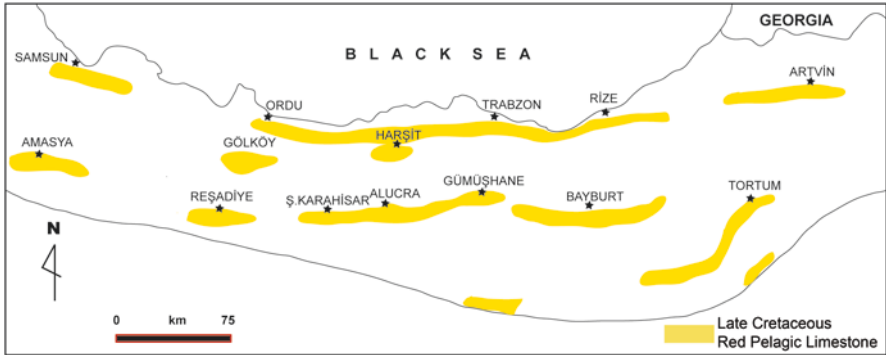 GEORGIA
BLACK SEA
SAMSUN
ARTVİN
RİZE
ORDU
TRABZON
HARŞİT
AMASYA
GÖLKÖY
GÜMÜŞHANE
REŞADİYE
Ş.KARAHİSAR
ALUCRA
BAYBURT
TORTUM
N
0 km 75
Late Cretaceous
Red Pelagic Limestone